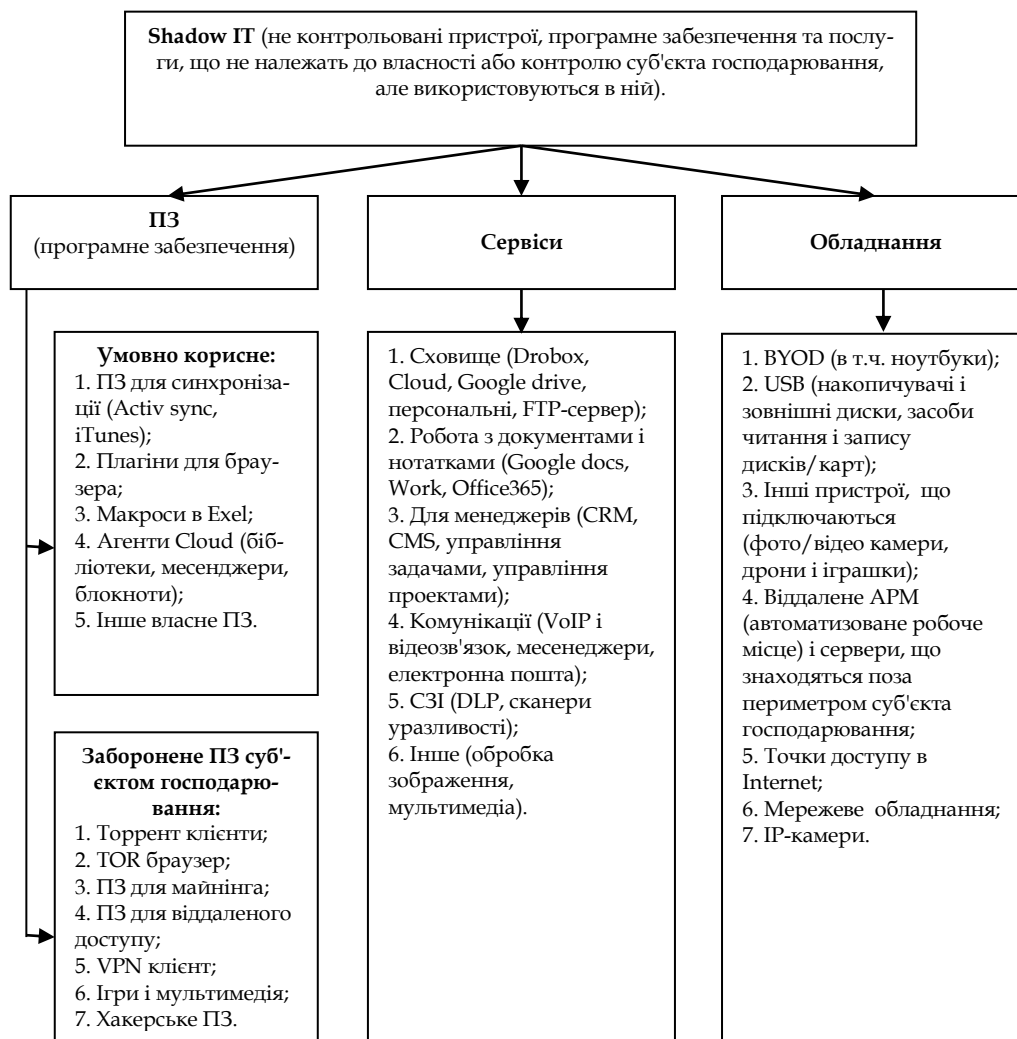 Shadow IT (не контрольовані пристрої, програмне забезпечення та послу-
ги, що не належать до власності або контролю суб'єкта господарювання,
але використовуються в ній).
ПЗ
(програмне забезпечення)
Умовно корисне:
1. ПЗ для синхроніза-
ції (Activ sync,
iTunes);
2. Плагіни для брау-
зера;
3. Макроси в Exel;
4. Агенти Cloud (біб-
ліотеки, месенджери,
блокноти);
5. Інше власне ПЗ.
Заборонене ПЗ суб'-
єктом господарю-
вання:
1. Торрент клієнти;
2. TOR браузер;
3. ПЗ для майнінга;
4. ПЗ для віддаленого
доступу;
5. VPN клієнт;
6. Ігри і мультимедія;
7. Хакерське ПЗ.
Сервіси
1. Сховище (Drobox,
Cloud, Google drive,
персональні, FTP-сервер);
2. Робота з документами і
нотатками (Google docs,
Work, Office365);
3. Для менеджерів (CRM,
CMS, управління
задачами, управління
проектами);
4. Комунікації (VoIP і
відеозв'язок, месенеджери,
електронна пошта);
5. СЗІ (DLP, сканери
уразливості);
6. Інше (обробка
зображення,
мультимедіа).
Обладнання
1. BYOD (в т.ч. ноутбуки);
2. USB (накопичувачі і
зовнішні диски, засоби
читання і запису
дисків/карт);
3. Інші пристрої, що
підключаються
(фото/відео камери,
дрони і іграшки);
4. Віддалене АРМ
(автоматизоване робоче
місце) і сервери, що
знаходяться поза
периметром суб'єкта
господарювання;
5. Точки доступу в
Internet;
6. Мережеве обладнання;
7. IP-камери.